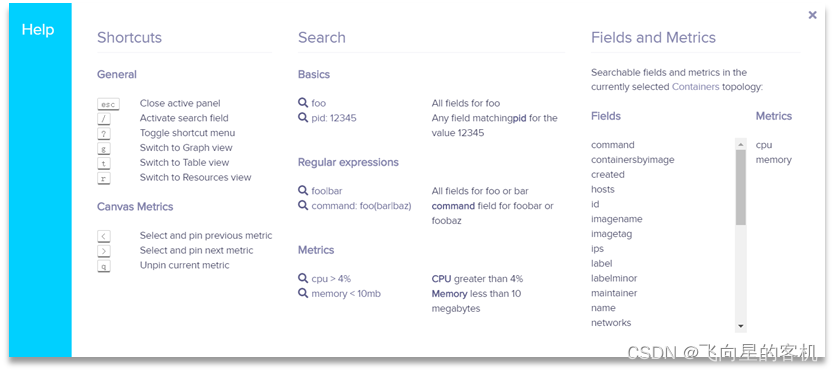 Help
Shortcuts
General
esc Close active panel
/ Activate search field
? Toggle shortcut menu
g Switch to Graph view
t Switch to Table view
r Switch to Resources view
Canvas Metrics
< Select and pin previous metric
> Select and pin next metric
q Unpin current metric
Search
Basics
foo All fields for foo
pid: 12345 Any field matchingpid for the
value 12345
Regular expressions
foo|bar All fields for foo or bar
command: foo(bar|baz) command field for foobar or
foobaz
Metrics
cpu > 4% CPU greater than 4%
memory < 10mb Memory less than 10
megabytes
Fields and Metrics
Searchable fields and metrics in the
currently selected Containers topology:
Fields
command
containersbyimage
created
hosts
id
imagename
imagetag
ips
label
labelminor
maintainer
name
networks
Metrics
cpu
memory
CSDN @飞向星的客机